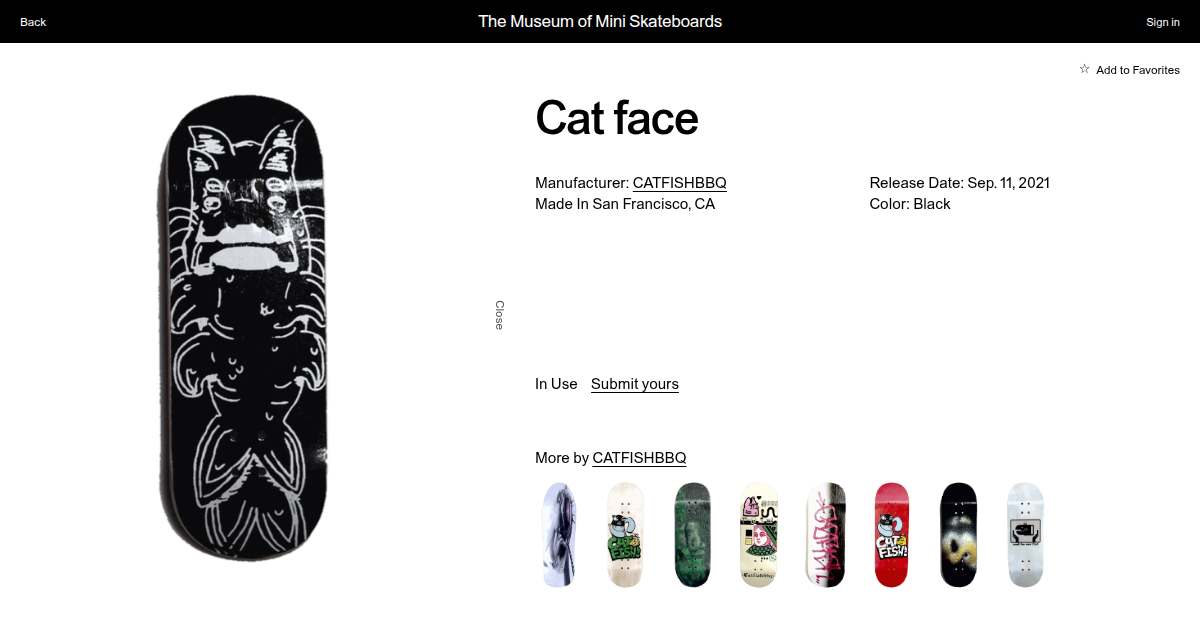 Back
The Museum of Mini Skateboards
Sign in
☆ Add to Favorites
Cat face
Manufacturer: CATFISHBBQ
Release Date: Sep. 11, 2021
Made In San Francisco, CA
Color: Black
Close
In Use Submit yours
More by CATFISHBBQ
CAT
FISH!
CAT
FISH!